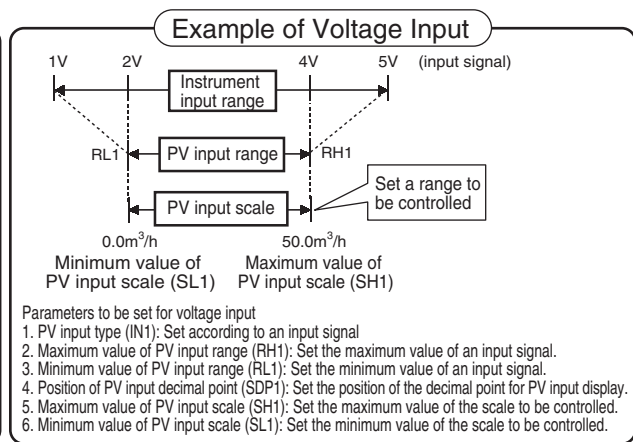 Example of Voltage Input
1V 2V 4V 5V (input signal)
Instrument
input range
RL1 PV input range RH1
Set a range to
be controlled
PV input scale
0.0m³/h 50.0m³/h
Minimum value of Maximum value of
PV input scale (SL1) PV input scale (SH1)
Parameters to be set for voltage input
1. PV input type (IN1): Set according to an input signal
2. Maximum value of PV input range (RH1): Set the maximum value of an input signal.
3. Minimum value of PV input range (RL1): Set the minimum value of an input signal.
4. Position of PV input decimal point (SDP1): Set the position of the decimal point for PV input display.
5. Maximum value of PV input scale (SH1): Set the maximum value of the scale to be controlled.
6. Minimum value of PV input scale (SL1): Set the minimum value of the scale to be controlled.